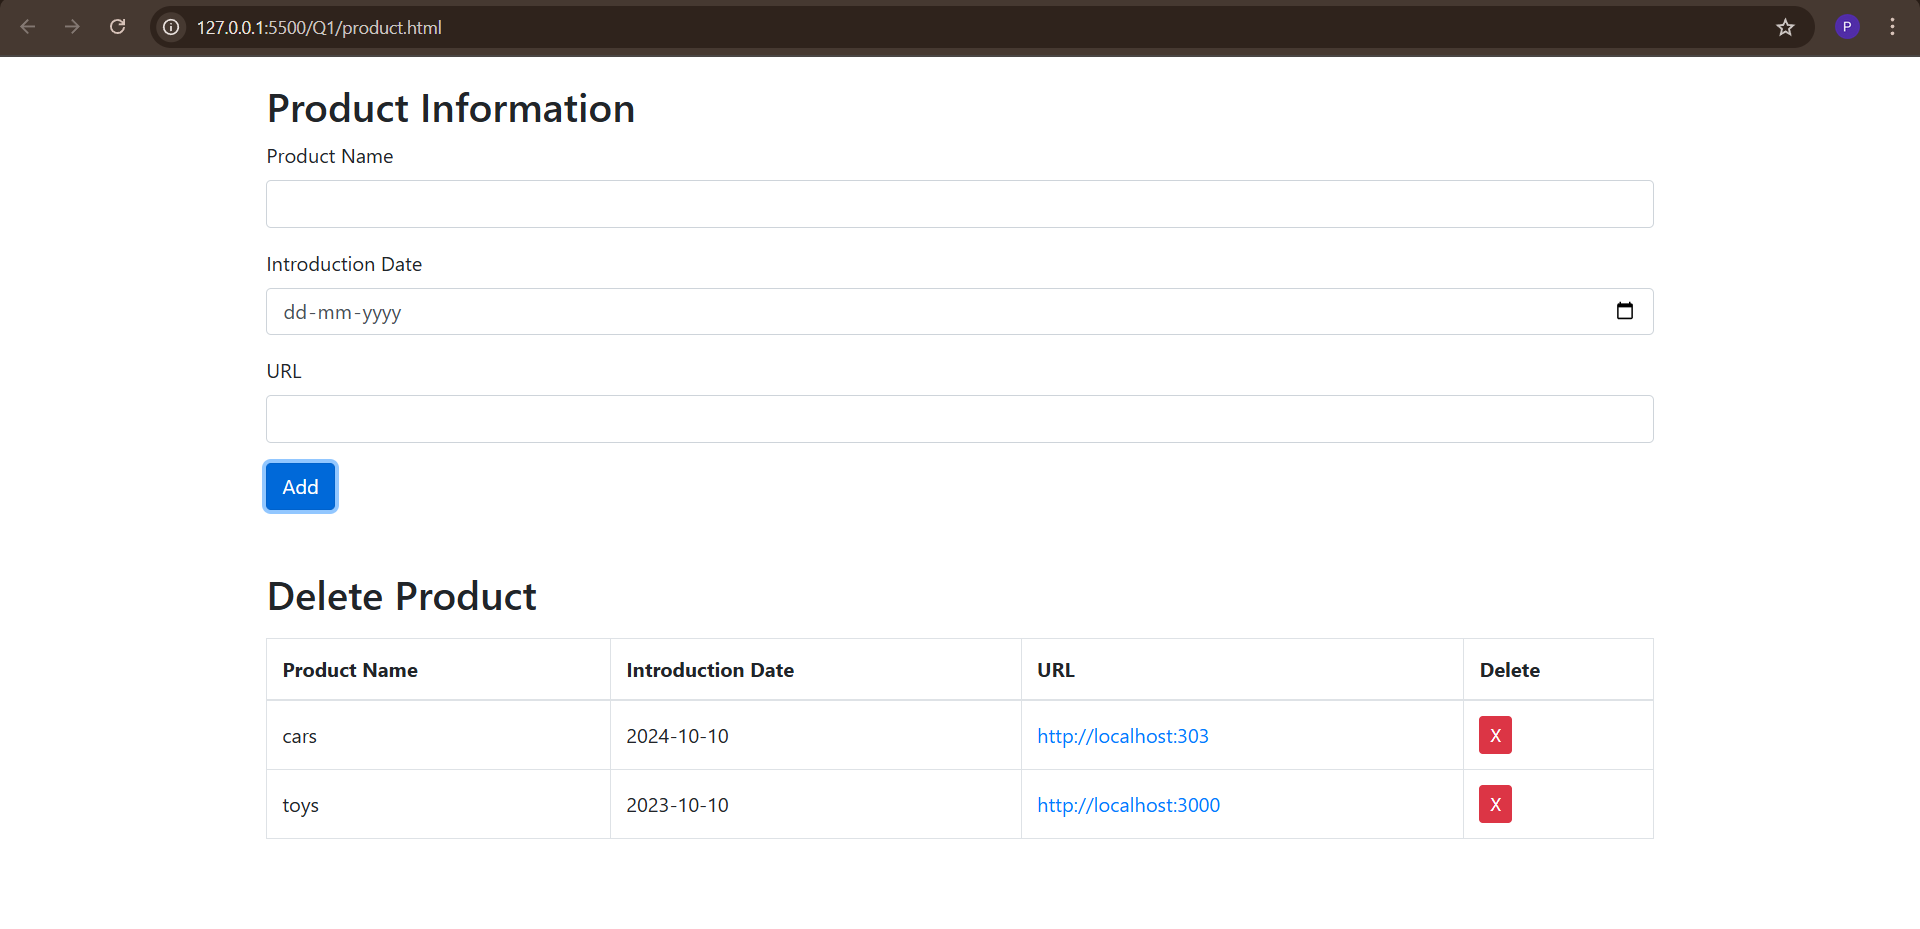 127.0.0.1:5500/Q1/product.html
P
Product Information
Product Name
Introduction Date
dd-mm-yyyy
URL
Add
Delete Product
Product Name Introduction Date URL Delete
cars 2024-10-10 http://localhost:303 X
toys 2023-10-10 http://localhost:3000 X